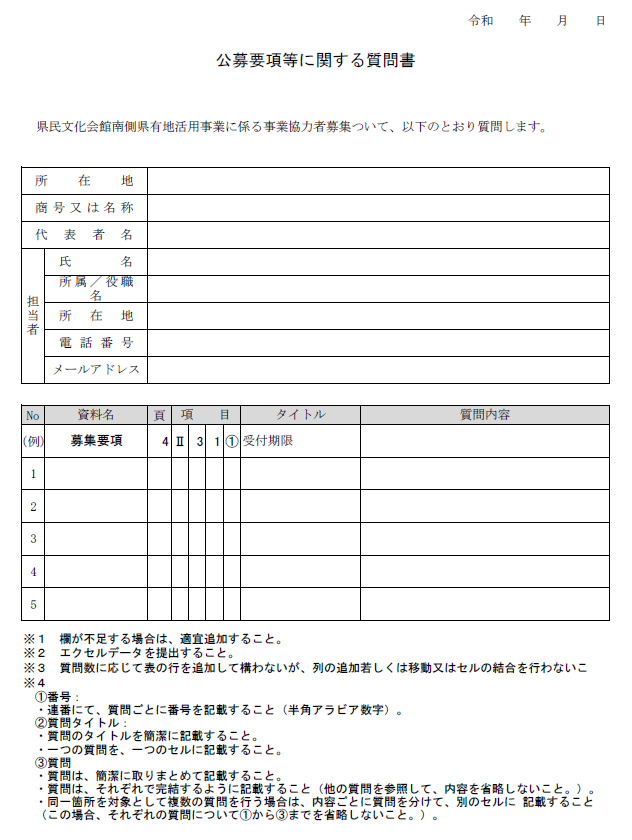 令和　　年　　月　　日
公募要項等に関する質問書
県民文化会館南側県有地活用事業に係る事業協力者募集ついて、以下のとおり質問します。
所在地
商号又は名称
代表者名
担当者
氏名
所属／役職名
所在地
電話番号
メールアドレス
No 資料名 頁 項目 タイトル 質問内容
(例) 募集要項 4 Ⅱ 3 1 ① 受付期限
1
2
3
4
5
※１　欄が不足する場合は、適宜追加すること。
※２　エクセルデータを提出すること。
※３　質問数に応じて表の行を追加して構わないが、列の追加若しくは移動又はセルの結合を行わないこ
※４
①番号：
・連番にて、質問ごとに番号を記載すること（半角アラビア数字）。
②質問タイトル：
・質問のタイトルを簡潔に記載すること。
・一つの質問を、一つのセルに記載すること。
③質問
・質問は、簡潔に取りまとめて記載すること。
・質問は、それぞれで完結するように記載すること（他の質問を参照して、内容を省略しないこと。）。
・同一箇所を対象として複数の質問を行う場合は、内容ごとに質問を分けて、別のセルに 記載すること
（この場合、それぞれの質問について①から③までを省略しないこと。）。